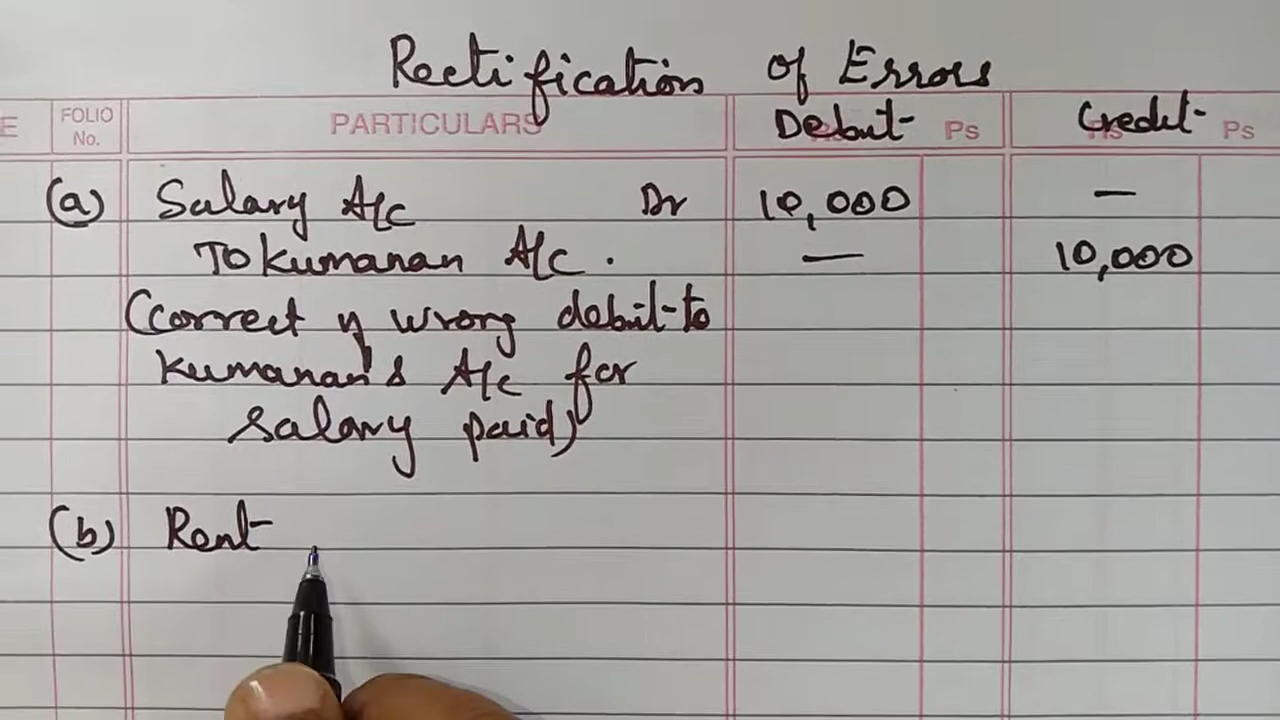 Rectification of Errors
E FOLIO No. PARTICULARS Debit Ps Credit Ps
(a) Salary A/c Dr 10,000 —
To Kumanan A/c. — 10,000
(correct y wrong debit to
Kumanan's A/c for
salary paid)
(b) Rent